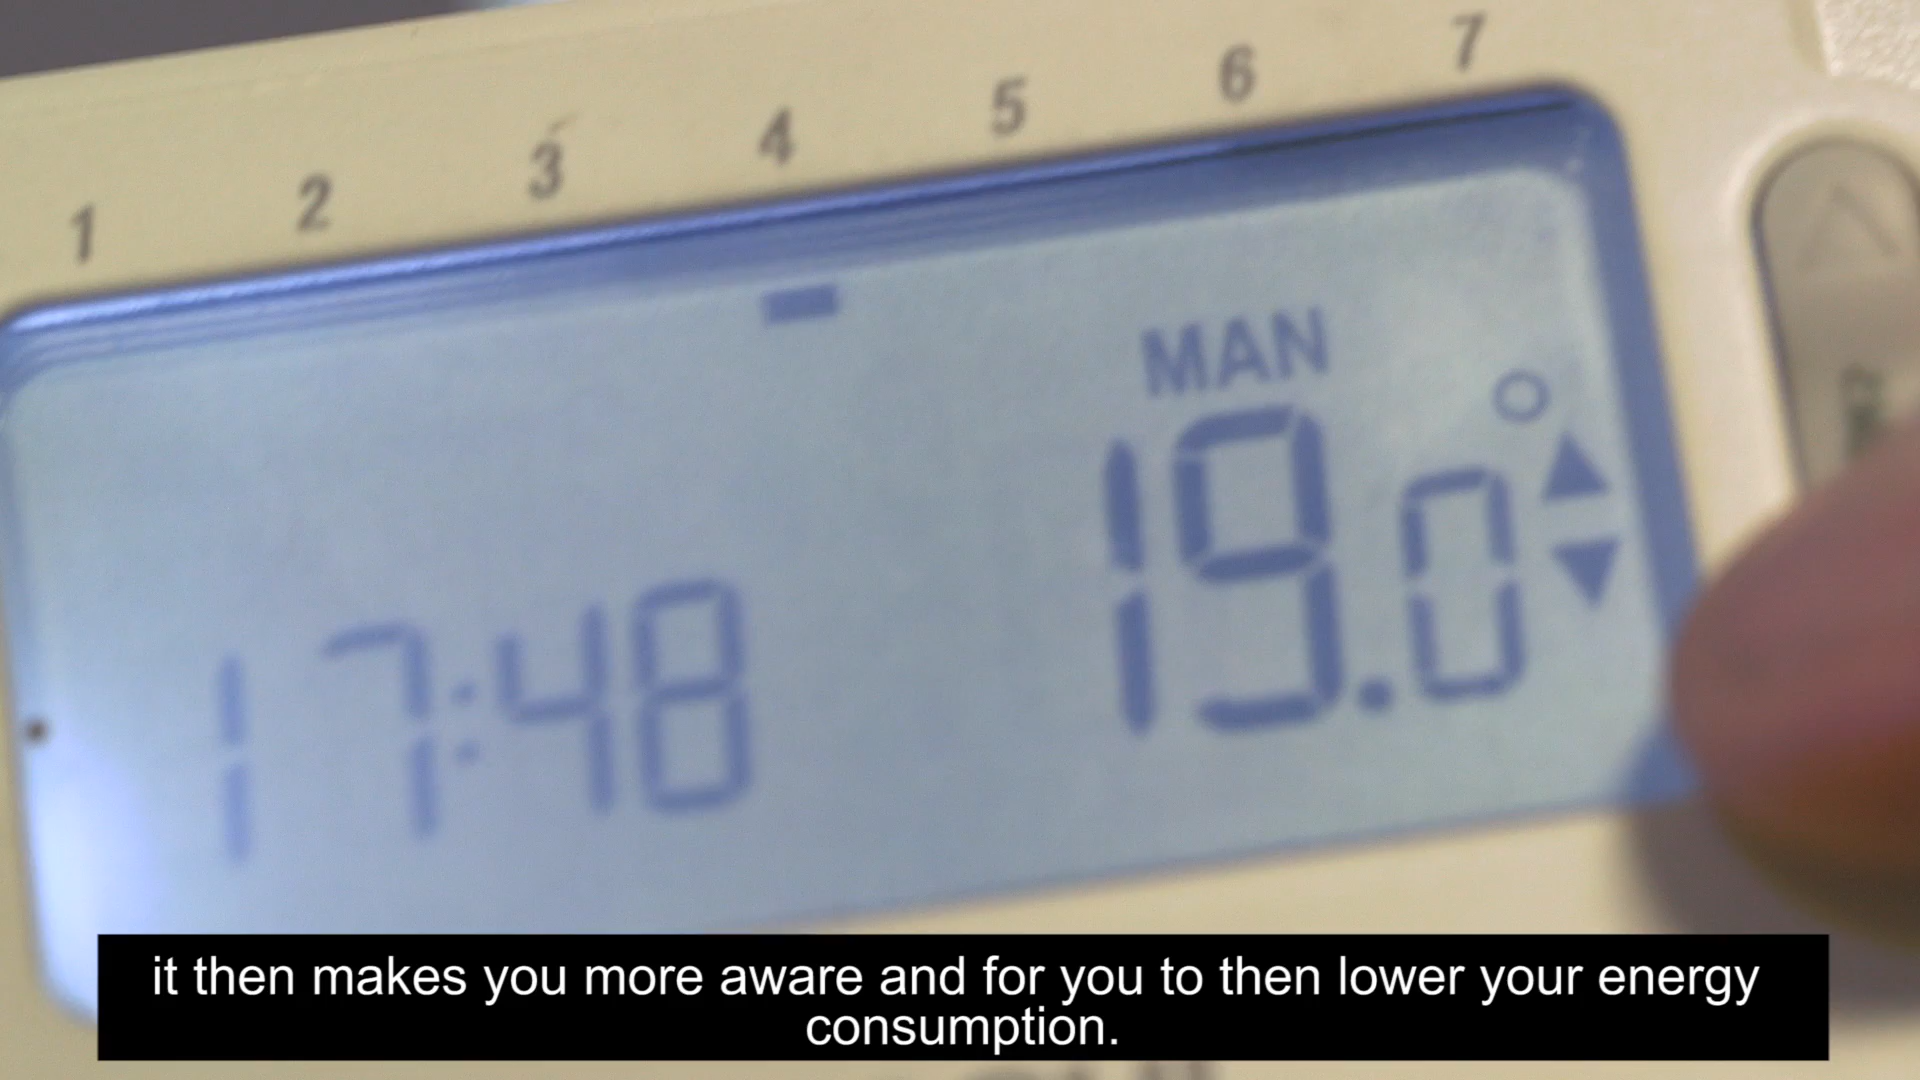 1 2 3 4 5 6 7
MAN
19.0°
17:48
it then makes you more aware and for you to then lower your energy
consumption.